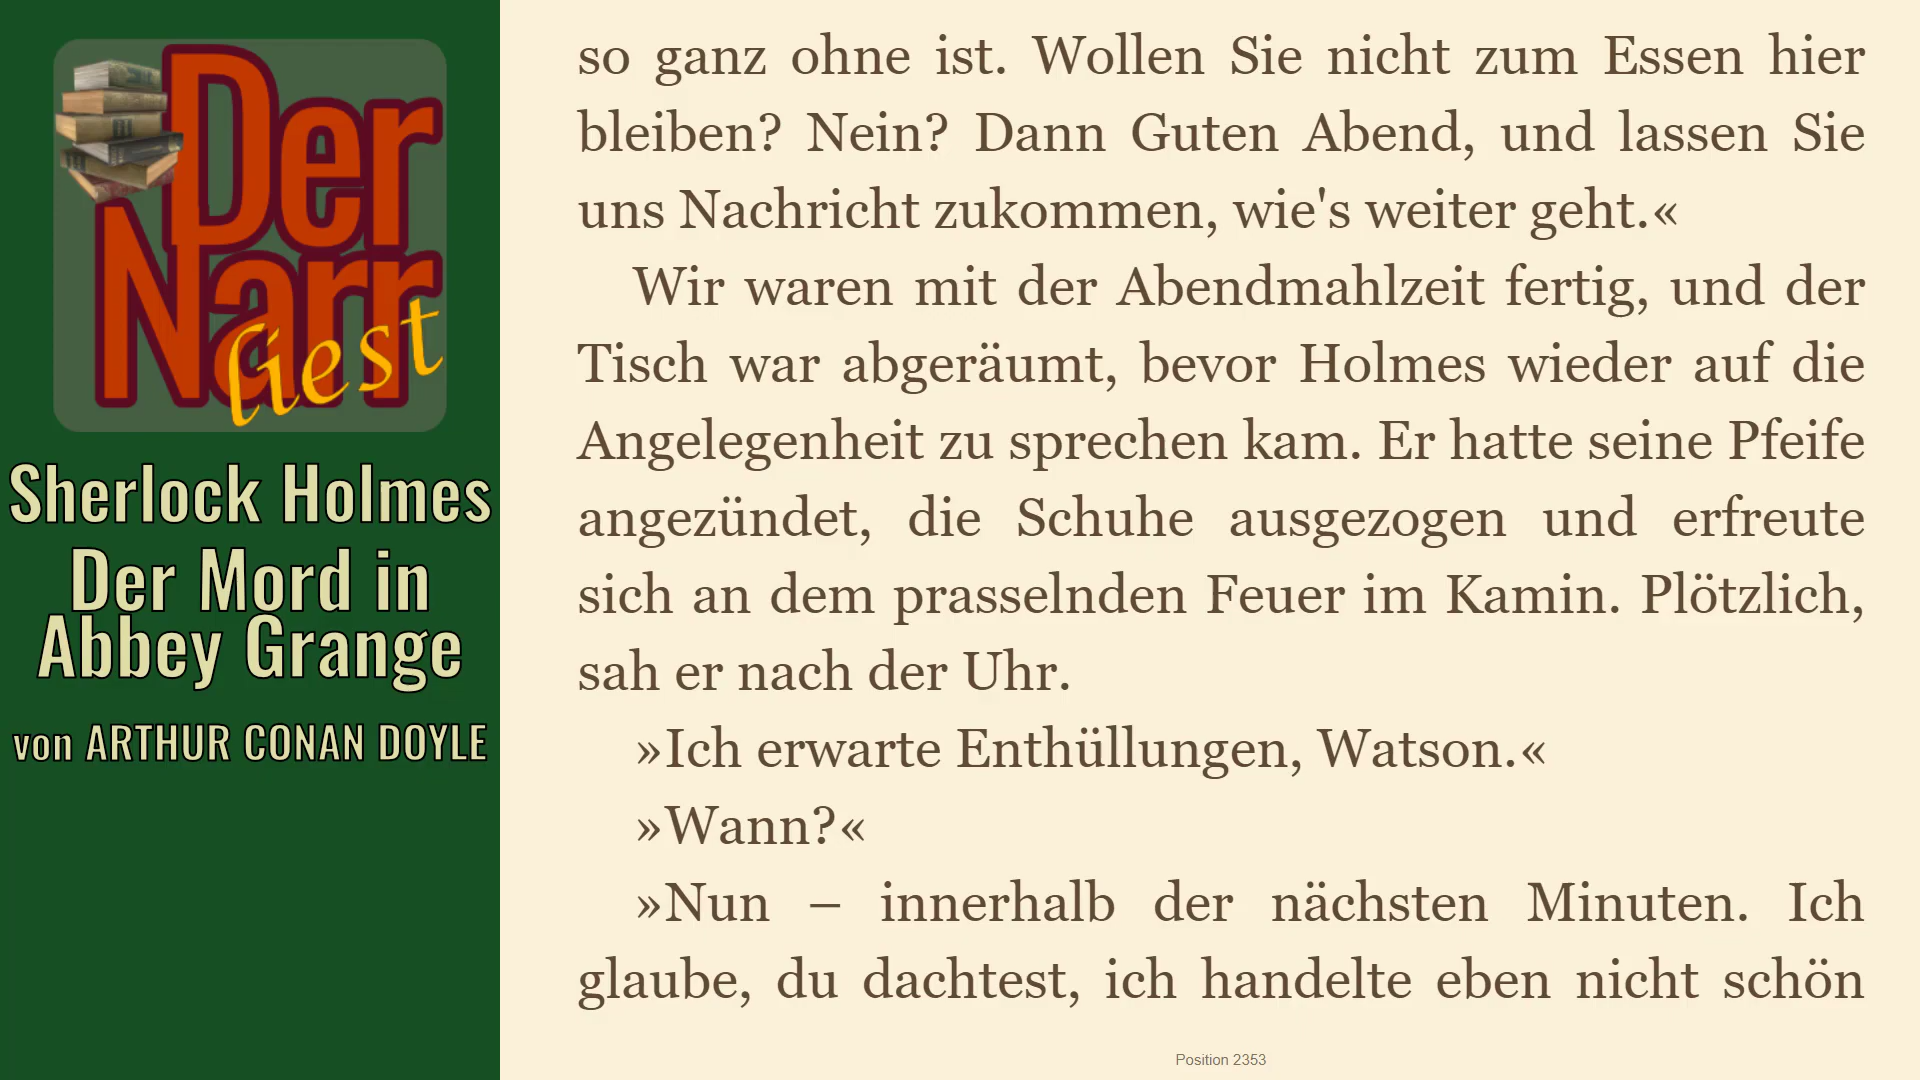 Der
Narr
liest
Sherlock Holmes
Der Mord in
Abbey Grange
von ARTHUR CONAN DOYLE
so ganz ohne ist. Wollen Sie nicht zum Essen hier
bleiben? Nein? Dann Guten Abend, und lassen Sie
uns Nachricht zukommen, wie's weiter geht.«
Wir waren mit der Abendmahlzeit fertig, und der
Tisch war abgeräumt, bevor Holmes wieder auf die
Angelegenheit zu sprechen kam. Er hatte seine Pfeife
angezündet, die Schuhe ausgezogen und erfreute
sich an dem prasselnden Feuer im Kamin. Plötzlich,
sah er nach der Uhr.
»Ich erwarte Enthüllungen, Watson.«
»Wann?«
»Nun – innerhalb der nächsten Minuten. Ich
glaube, du dachtest, ich handelte eben nicht schön
Position 2353